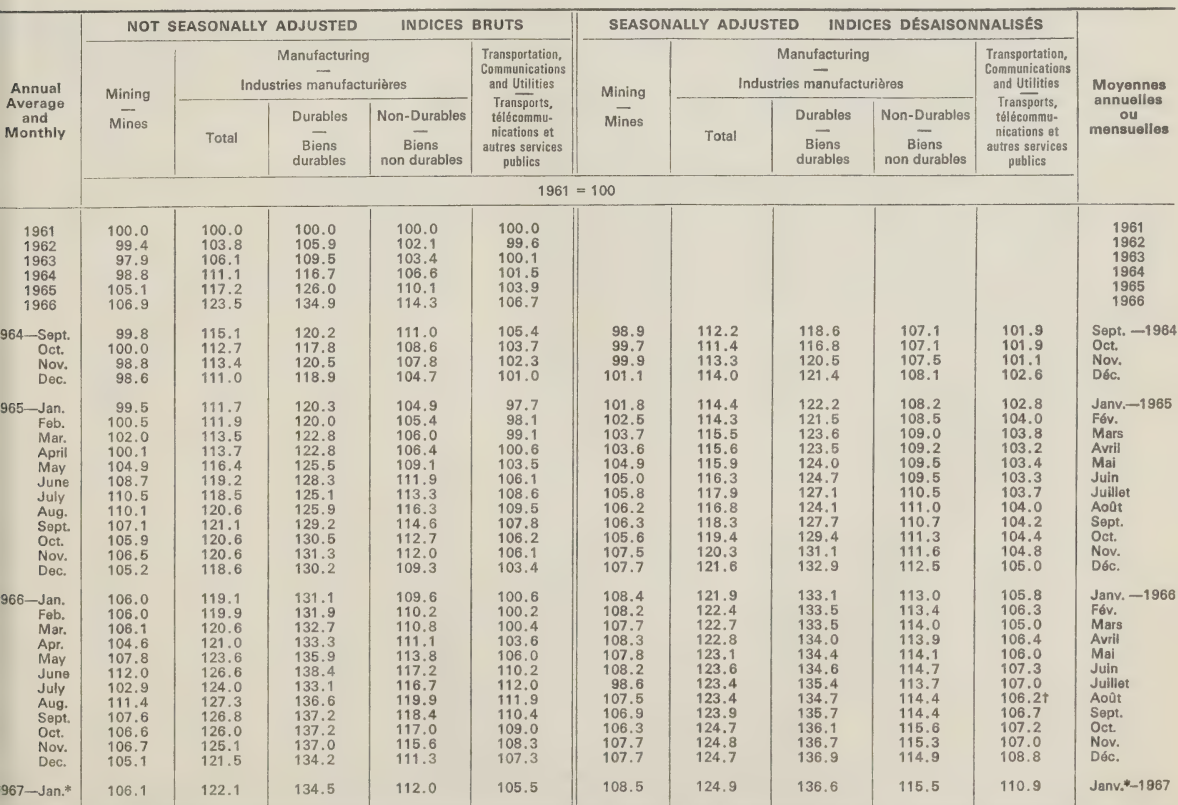 NOT SEASONALLY ADJUSTED INDICES BRUTS SEASONALLY ADJUSTED INDICES DÉSAISONNALISÉS
Annual Average and Monthly
Mining — Mines
Manufacturing — Industries manufacturières
Total
Durables — Biens durables
Non-Durables — Biens non durables
Transportation, Communications and Utilities — Transports, télécommunications et autres services publics
Mining — Mines
Manufacturing — Industries manufacturières
Total
Durables — Biens durables
Non-Durables — Biens non durables
Transportation, Communications and Utilities — Transports, télécommunications et autres services publics
Moyennes annuelles ou mensuelles
1961 = 100
1961 100.0 100.0 100.0 100.0 100.0 1961
1962 99.4 103.8 105.9 102.1 99.6 1962
1963 97.9 106.1 109.5 103.4 100.1 1963
1964 98.8 111.1 116.7 106.6 101.5 1964
1965 105.1 117.2 126.0 110.1 103.9 1965
1966 106.9 123.5 134.9 114.3 106.7 1966
964—Sept. 99.8 115.1 120.2 111.0 105.4 98.9 112.2 118.6 107.1 101.9 Sept. —1964
Oct. 100.0 112.7 117.8 108.6 103.7 99.7 111.4 116.8 107.1 101.9 Oct.
Nov. 98.8 113.4 120.5 107.8 102.3 99.9 113.3 120.5 107.5 101.1 Nov.
Dec. 98.6 111.0 118.9 104.7 101.0 101.1 114.0 121.4 108.1 102.6 Déc.
965—Jan. 99.5 111.7 120.3 104.9 97.7 101.8 114.4 122.2 108.2 102.8 Janv.—1965
Feb. 100.5 111.9 120.0 105.4 98.1 102.5 114.3 121.5 108.5 104.0 Fév.
Mar. 102.0 113.5 122.8 106.0 99.1 103.7 115.5 123.6 109.0 103.8 Mars
April 100.1 113.7 122.8 106.4 100.6 103.6 115.6 123.5 109.2 103.2 Avril
May 104.9 116.4 125.5 109.1 103.5 104.9 115.9 124.0 109.5 103.4 Mai
June 108.7 119.2 128.3 111.9 106.1 105.0 116.3 124.7 109.5 103.3 Juin
July 110.5 118.5 125.1 113.3 108.6 105.8 117.9 127.1 110.5 103.7 Juillet
Aug. 110.1 120.6 125.9 116.3 109.5 106.2 116.8 124.1 111.0 104.0 Août
Sept. 107.1 121.1 129.2 114.6 107.8 106.3 118.3 127.7 110.7 104.2 Sept.
Oct. 105.9 120.6 130.5 112.7 106.2 105.6 119.4 129.4 111.3 104.4 Oct.
Nov. 106.5 120.6 131.3 112.0 106.1 107.5 120.3 131.1 111.6 104.8 Nov.
Dec. 105.2 118.6 130.2 109.3 103.4 107.7 121.6 132.9 112.5 105.0 Déc.
966—Jan. 106.0 119.1 131.1 109.6 100.6 108.4 121.9 133.1 113.0 105.8 Janv. —1966
Feb. 106.0 119.9 131.9 110.2 100.2 108.2 122.4 133.5 113.4 106.3 Fév.
Mar. 106.1 120.6 132.7 110.8 100.4 107.7 122.7 133.5 114.0 105.0 Mars
Apr. 104.6 121.0 133.3 111.1 103.6 108.3 122.8 134.0 113.9 106.4 Avril
May 107.8 123.6 135.9 113.8 106.0 107.8 123.1 134.4 114.1 106.0 Mai
June 112.0 126.6 138.4 117.2 110.2 108.2 123.6 134.6 114.7 107.3 Juin
July 102.9 124.0 133.1 116.7 112.0 98.6 123.4 135.4 113.7 107.0 Juillet
Aug. 111.4 127.3 136.6 119.9 111.9 107.5 123.4 134.7 114.4 106.2† Août
Sept. 107.6 126.8 137.2 118.4 110.4 106.9 123.9 135.7 114.4 106.7 Sept.
Oct. 106.6 126.0 137.2 117.0 109.0 106.3 124.7 136.1 115.6 107.2 Oct.
Nov. 106.7 125.1 137.0 115.6 108.3 107.7 124.8 136.7 115.3 107.0 Nov.
Dec. 105.1 121.5 134.2 111.3 107.3 107.7 124.7 136.9 114.9 108.8 Déc.
967—Jan.* 106.1 122.1 134.5 112.0 105.5 108.5 124.9 136.6 115.5 110.9 Janv.*–1967